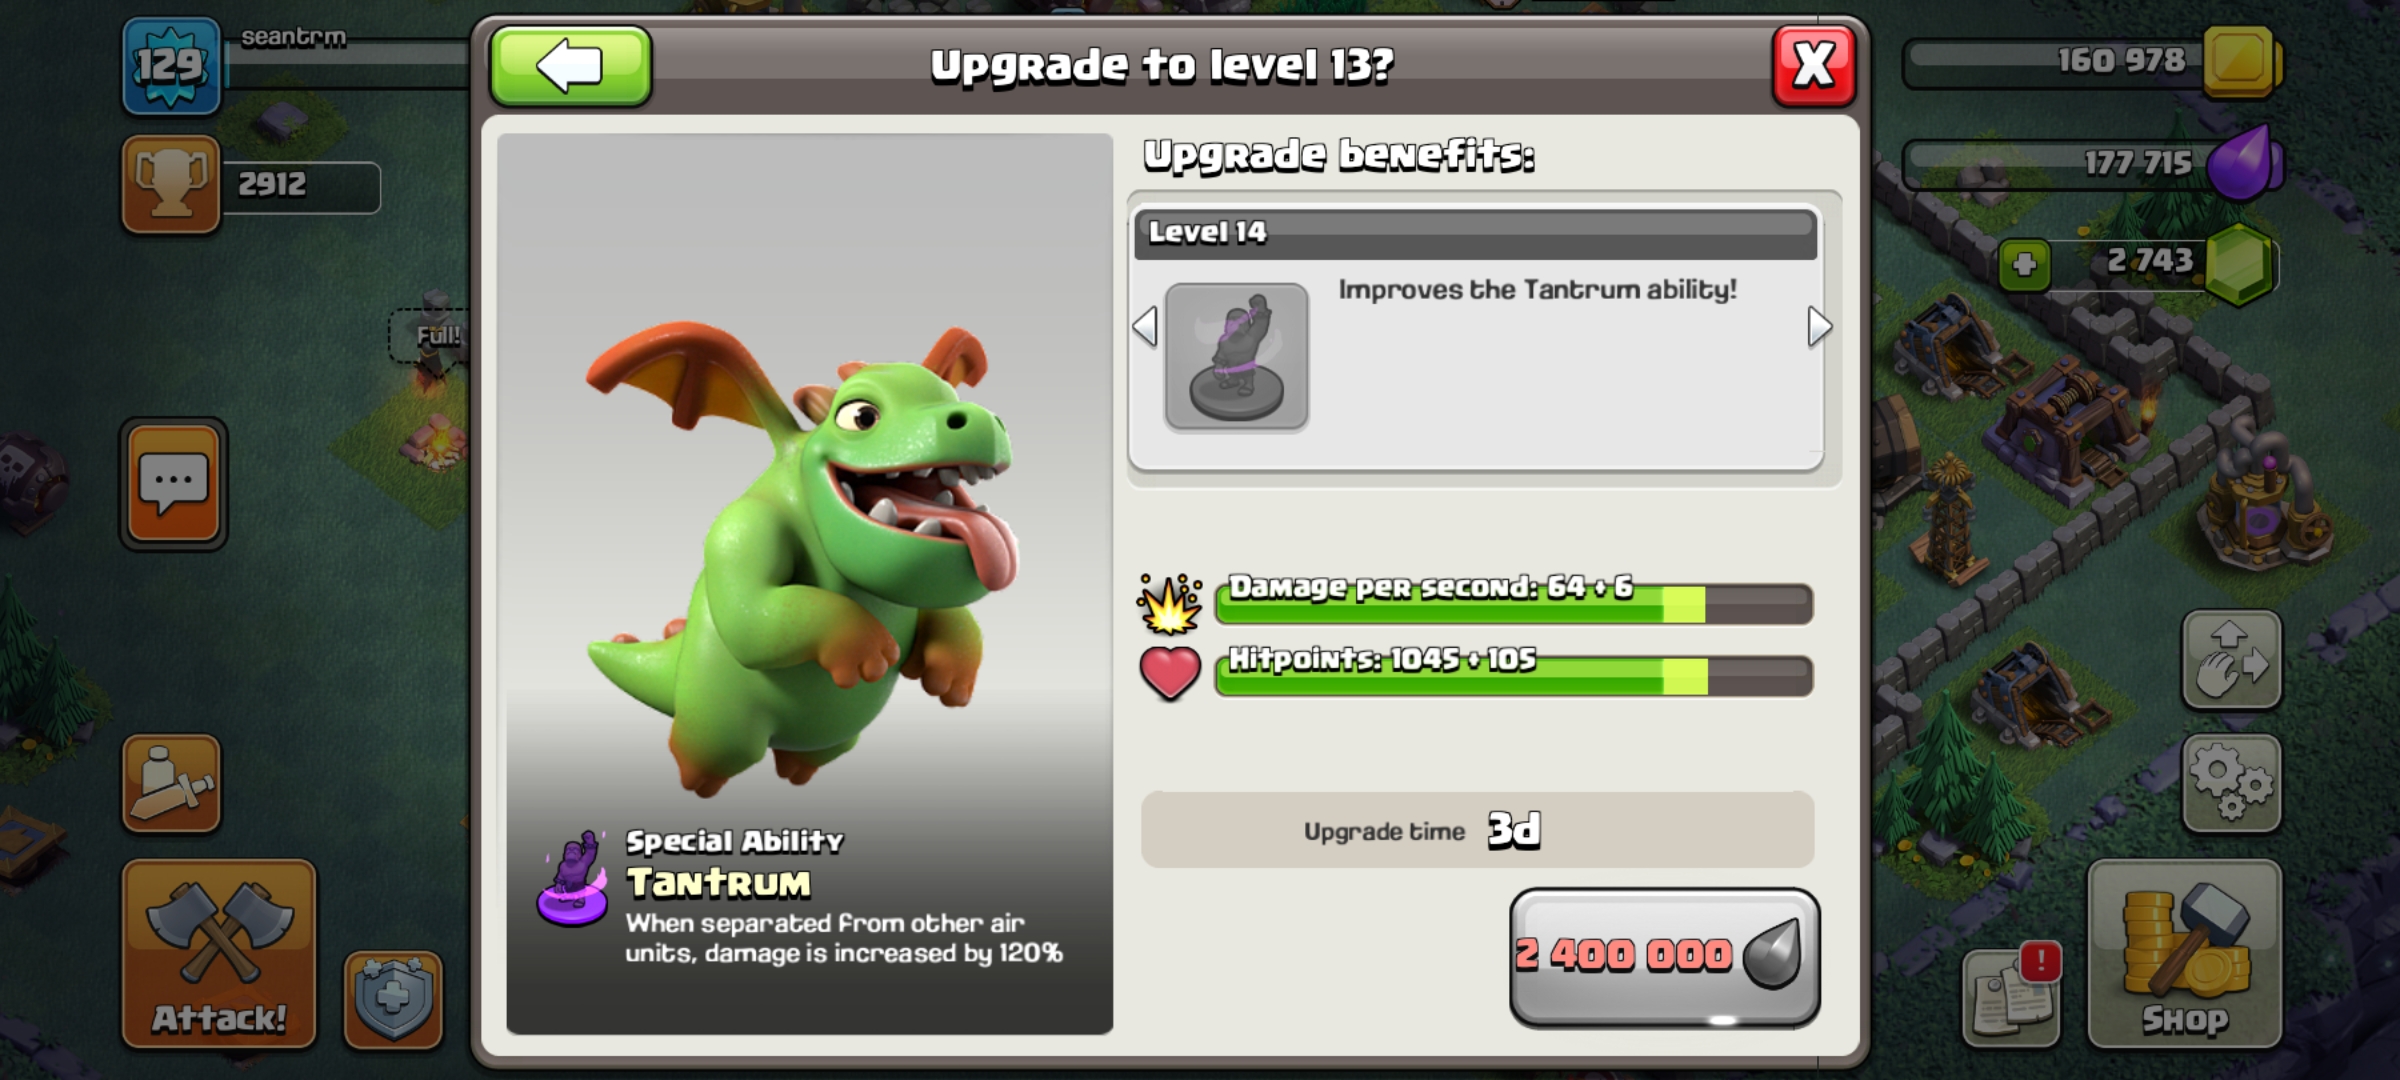 129
seantrm
2912
Full!
Attack!
Upgrade to level 13?
X
Special Ability
Tantrum
When separated from other air
units, damage is increased by 120%
Upgrade benefits:
Level 14
Improves the Tantrum ability!
Damage per second: 64 + 6
Hitpoints: 1045 + 105
Upgrade time 3d
2 400 000
160 978
177 715
+ 2 743
!
Shop